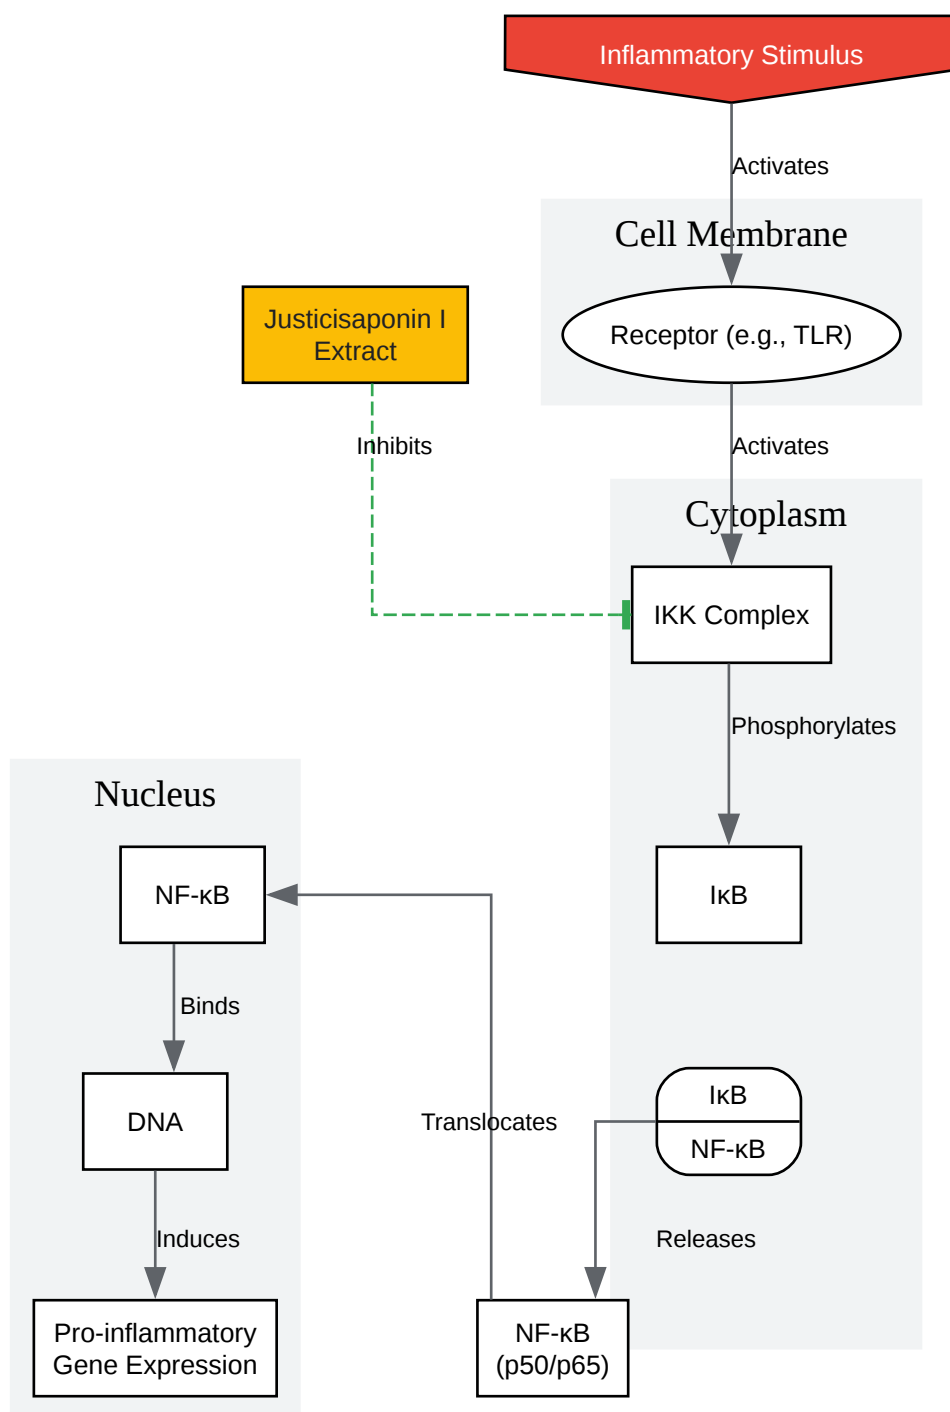 Inflammatory Stimulus
Activates
Cell Membrane
Receptor (e.g., TLR)
Justicisaponin I
Extract
Inhibits
Activates
Cytoplasm
IKK Complex
Phosphorylates
IκB
Nucleus
NF-κB
Binds
DNA
Induces
Pro-inflammatory
Gene Expression
Translocates
IκB
NF-κB
Releases
NF-κB
(p50/p65)